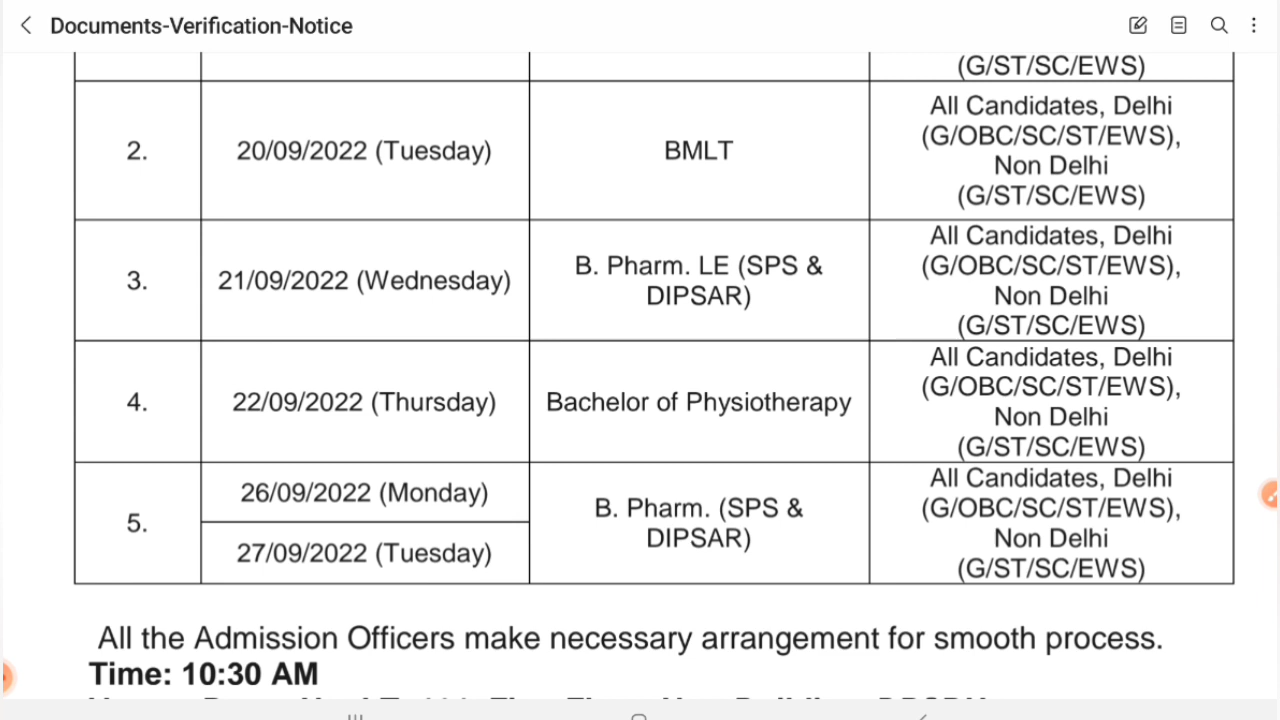 Documents-Verification-Notice
(G/ST/SC/EWS)
2.
20/09/2022 (Tuesday)
BMLT
All Candidates, Delhi
(G/OBC/SC/ST/EWS),
Non Delhi
(G/ST/SC/EWS)
3.
21/09/2022 (Wednesday)
B. Pharm. LE (SPS &
DIPSAR)
All Candidates, Delhi
(G/OBC/SC/ST/EWS),
Non Delhi
(G/ST/SC/EWS)
4.
22/09/2022 (Thursday)
Bachelor of Physiotherapy
All Candidates, Delhi
(G/OBC/SC/ST/EWS),
Non Delhi
(G/ST/SC/EWS)
5.
26/09/2022 (Monday)
27/09/2022 (Tuesday)
B. Pharm. (SPS &
DIPSAR)
All Candidates, Delhi
(G/OBC/SC/ST/EWS),
Non Delhi
(G/ST/SC/EWS)
All the Admission Officers make necessary arrangement for smooth process.
Time: 10:30 AM